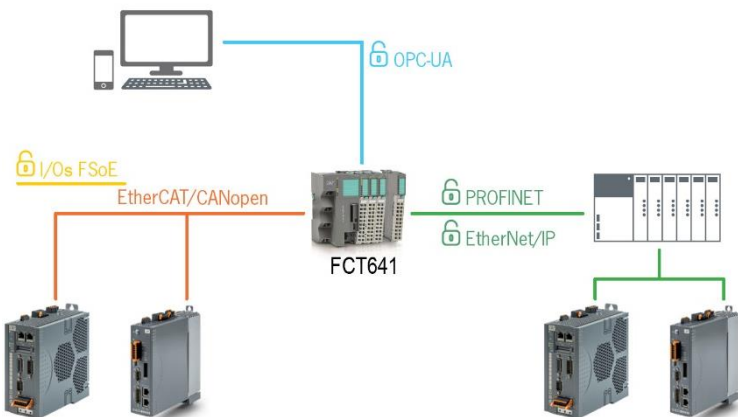 OPC-UA
I/Os FSoE
EtherCAT/CANopen
PROFINET
EtherNet/IP
FCT641